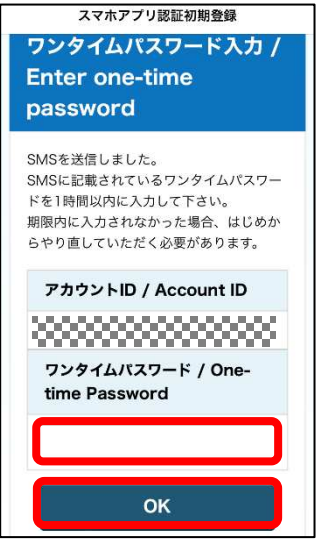 スマホアプリ認証初期登録
ワンタイムパスワード入力 /
Enter one-time
password
SMSを送信しました。
SMSに記載されているワンタイムパスワー
ドを1時間以内に入力して下さい。
期限内に入力されなかった場合、はじめか
らやり直していただく必要があります。
アカウントID / Account ID
ワンタイムパスワード / One-
time Password
OK